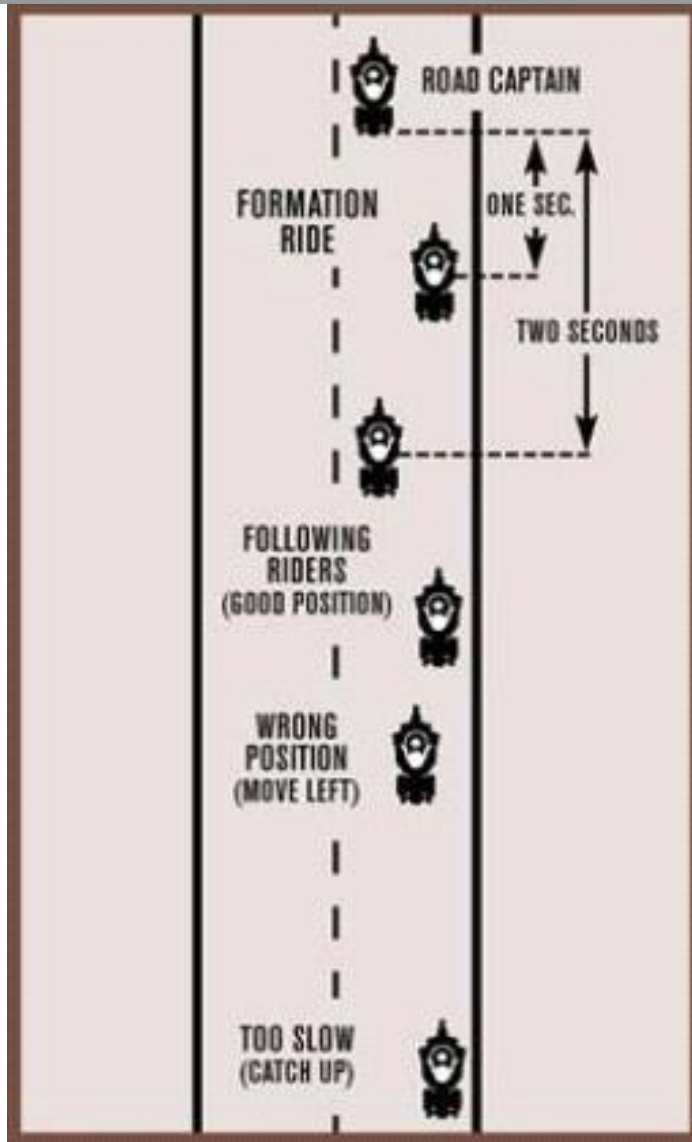 ROAD CAPTAIN
FORMATION
RIDE
ONE SEC.
TWO SECONDS
FOLLOWING
RIDERS
(GOOD POSITION)
WRONG
POSITION
(MOVE LEFT)
TOO SLOW
(CATCH UP)